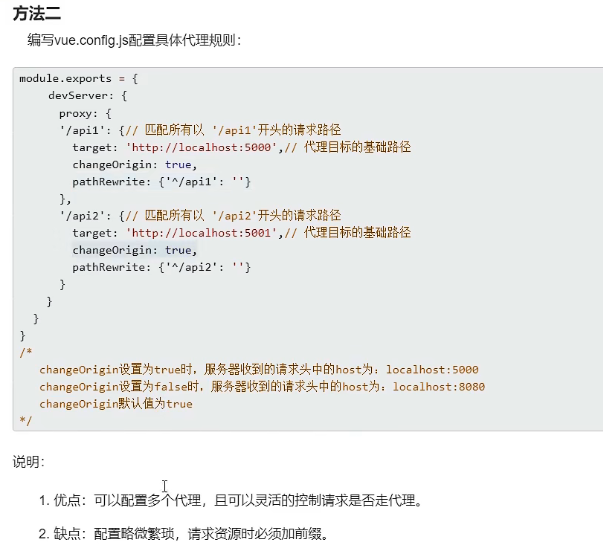 方法二
编写vue.config.js配置具体代理规则：
module.exports = {
devServer: {
proxy: {
'/api1': {// 匹配所有以 '/api1'开头的请求路径
target: 'http://localhost:5000',// 代理目标的基础路径
changeOrigin: true,
pathRewrite: {'^/api1': ''}
},
'/api2': {// 匹配所有以 '/api2'开头的请求路径
target: 'http://localhost:5001',// 代理目标的基础路径
changeOrigin: true,
pathRewrite: {'^/api2': ''}
}
}
}
}
/*
changeOrigin设置为true时，服务器收到的请求头中的host为：localhost:5000
changeOrigin设置为false时，服务器收到的请求头中的host为：localhost:8080
changeOrigin默认值为true
*/
说明：
1. 优点：可以配置多个代理，且可以灵活的控制请求是否走代理。
2. 缺点：配置略微繁琐，请求资源时必须加前缀。